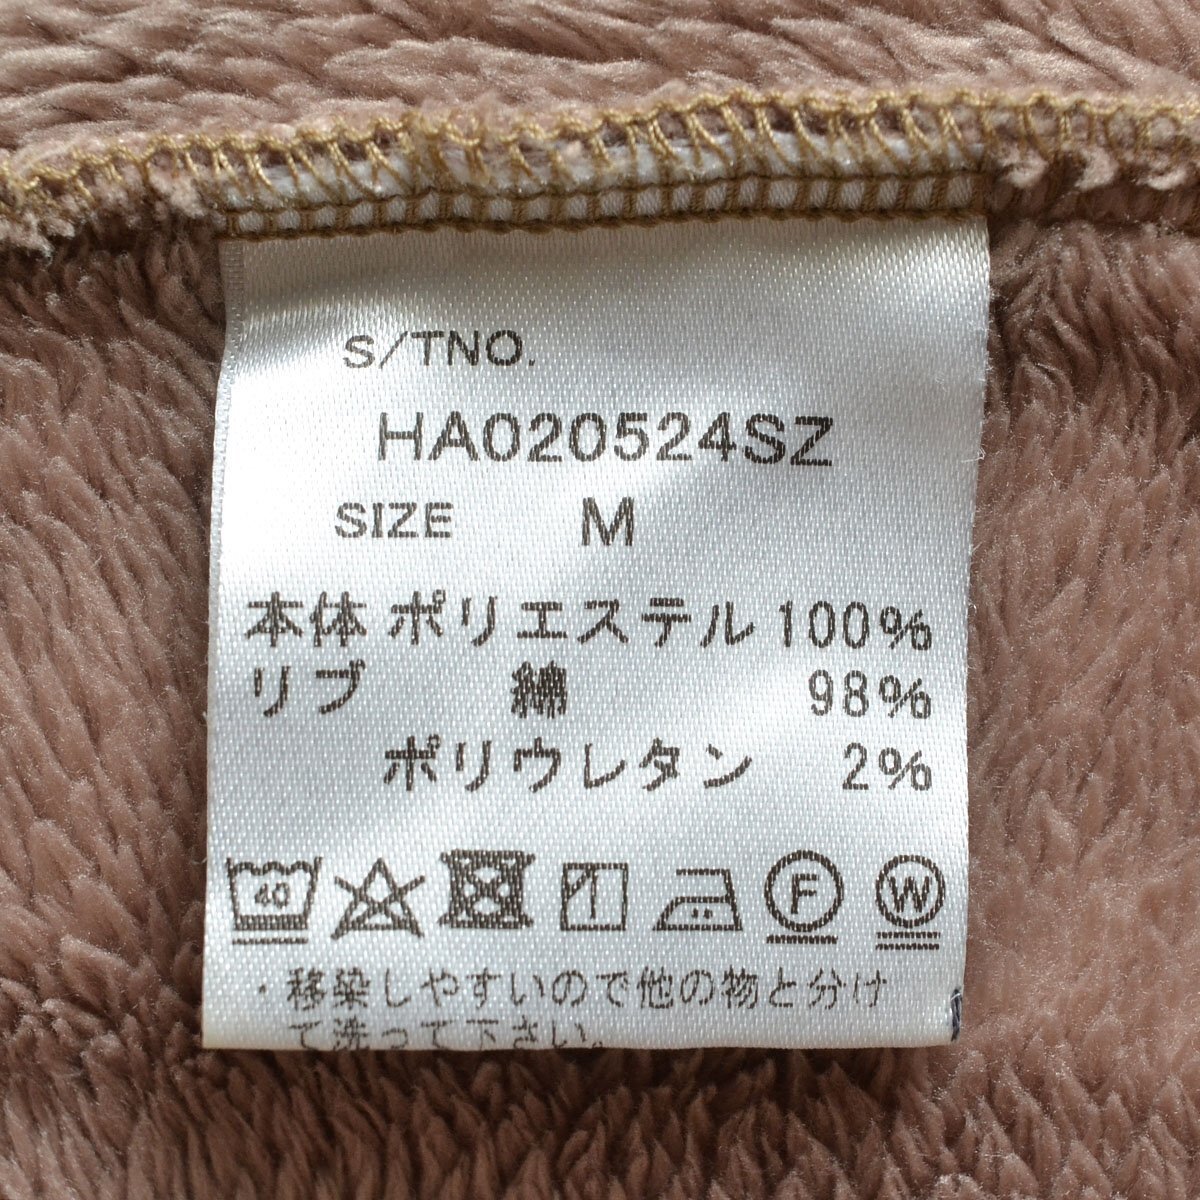 S/TNO.
HA020524SZ
SIZE M
本体 ポリエステル 100%
リブ 綿 98%
ポリウレタン 2%
40 F W
・移染しやすいので他の物と分け
て洗って下さい。